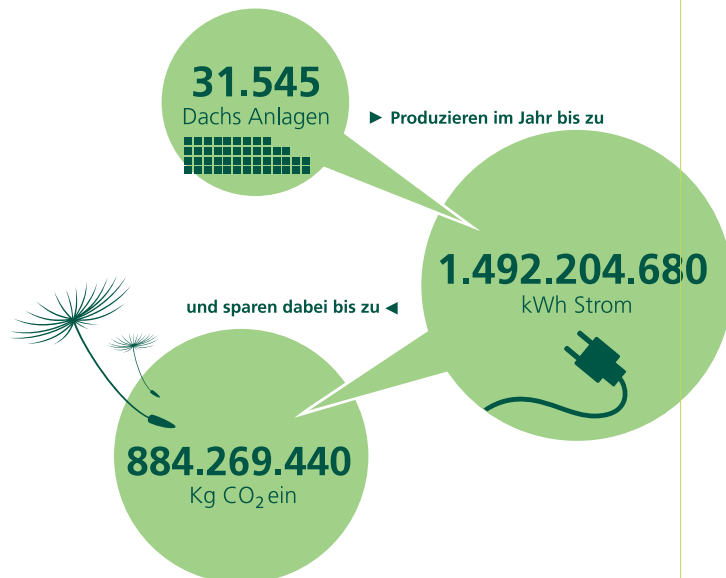 31.545
Dachs Anlagen
► Produzieren im Jahr bis zu
1.492.204.680
kWh Strom
und sparen dabei bis zu ◄
884.269.440
Kg CO₂ ein